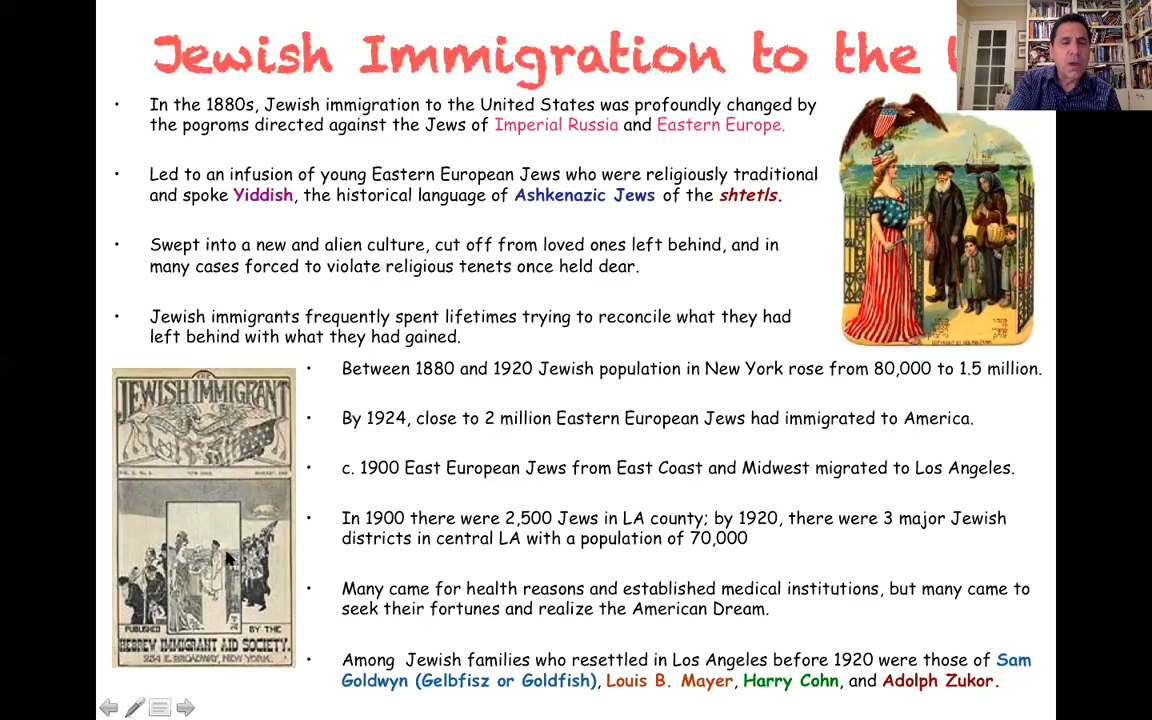 Jewish Immigration to the
• In the 1880s, Jewish immigration to the United States was profoundly changed by
the pogroms directed against the Jews of Imperial Russia and Eastern Europe.
• Led to an infusion of young Eastern European Jews who were religiously traditional
and spoke Yiddish, the historical language of Ashkenazic Jews of the shtetls.
• Swept into a new and alien culture, cut off from loved ones left behind, and in
many cases forced to violate religious tenets once held dear.
• Jewish immigrants frequently spent lifetimes trying to reconcile what they had
left behind with what they had gained.
• Between 1880 and 1920 Jewish population in New York rose from 80,000 to 1.5 million.
• By 1924, close to 2 million Eastern European Jews had immigrated to America.
• c. 1900 East European Jews from East Coast and Midwest migrated to Los Angeles.
• In 1900 there were 2,500 Jews in LA county; by 1920, there were 3 major Jewish
districts in central LA with a population of 70,000
• Many came for health reasons and established medical institutions, but many came to
seek their fortunes and realize the American Dream.
• Among Jewish families who resettled in Los Angeles before 1920 were those of Sam
Goldwyn (Gelbfisz or Goldfish), Louis B. Mayer, Harry Cohn, and Adolph Zukor.
THE
JEWISH IMMIGRANT
NEW YORK
PUBLISHED BY THE
HEBREW IMMIGRANT AID SOCIETY.
E. BROADWAY, NEW YORK.